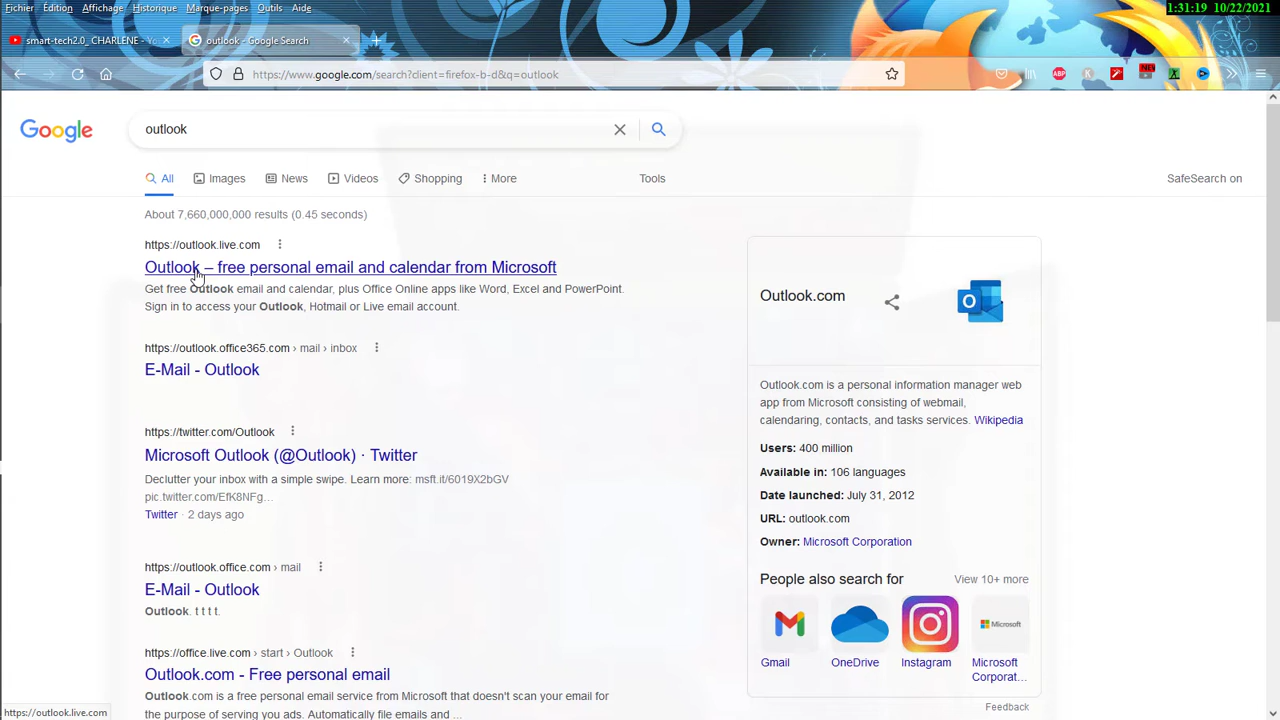 Fichier Édition Affichage Historique Marque-pages Outils Aide
1:31:19 10/22/2021
smart-tech2.0_ CHARLENE - Yo
outlook - Google Search
https://www.google.com/search?client=firefox-b-d&q=outlook
ABP
NEW
Google
outlook
All Images News Videos Shopping More Tools SafeSearch on
About 7,660,000,000 results (0.45 seconds)
https://outlook.live.com
Outlook – free personal email and calendar from Microsoft
Get free Outlook email and calendar, plus Office Online apps like Word, Excel and PowerPoint.
Sign in to access your Outlook, Hotmail or Live email account.
https://outlook.office365.com › mail › inbox
E-Mail - Outlook
https://twitter.com/Outlook
Microsoft Outlook (@Outlook) · Twitter
Declutter your inbox with a simple swipe. Learn more: msft.it/6019X2bGV
pic.twitter.com/EfK8NFg…
Twitter · 2 days ago
https://outlook.office.com › mail
E-Mail - Outlook
Outlook. t t t t.
https://office.live.com › start › Outlook
Outlook.com - Free personal email
Outlook.com is a free personal email service from Microsoft that doesn't scan your email for
the purpose of serving you ads. Automatically file emails and ...
https://outlook.live.com
Outlook.com
Outlook.com is a personal information manager web
app from Microsoft consisting of webmail,
calendaring, contacts, and tasks services. Wikipedia
Users: 400 million
Available in: 106 languages
Date launched: July 31, 2012
URL: outlook.com
Owner: Microsoft Corporation
People also search for
View 10+ more
Microsoft
Gmail OneDrive Instagram Microsoft
Corporat...
Feedback